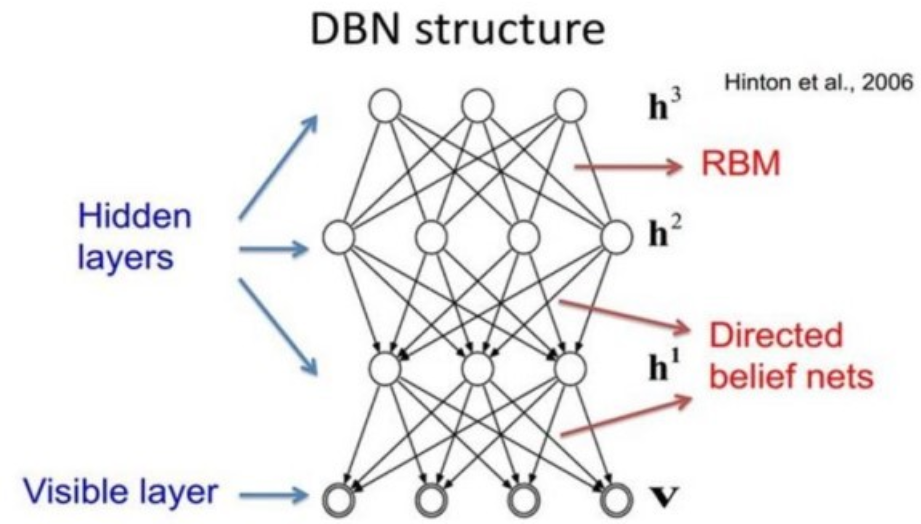 DBN structure
Hinton et al., 2006
h³
RBM
Hidden
layers
h²
Directed
belief nets
h¹
Visible layer
v